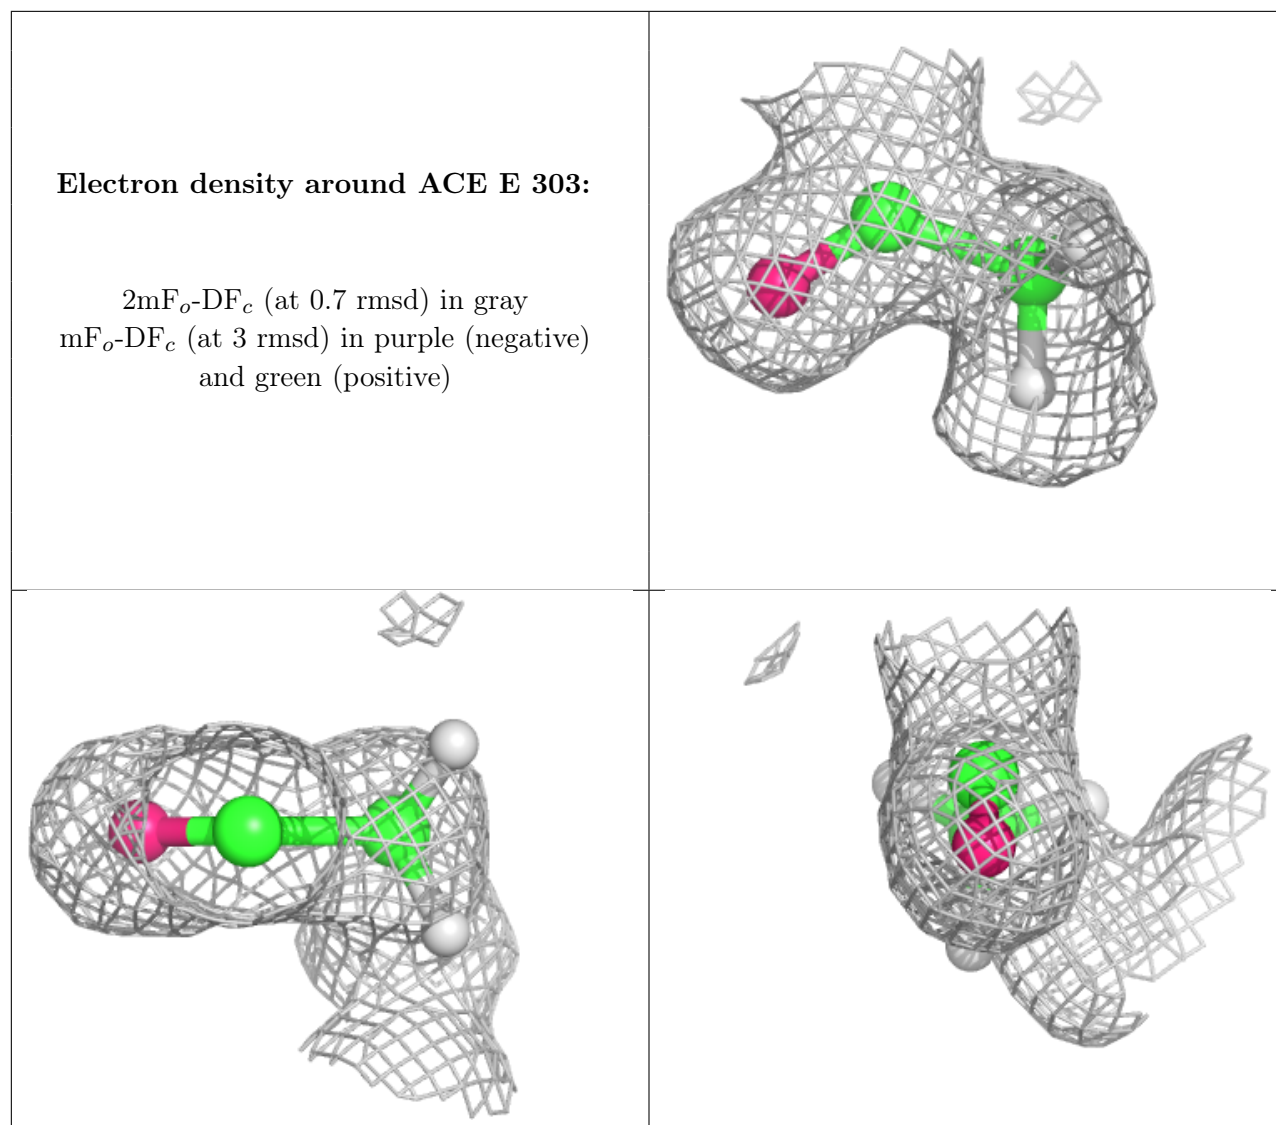 Electron density around ACE E 303:
2mFₒ-DF𝒸 (at 0.7 rmsd) in gray
mFₒ-DF𝒸 (at 3 rmsd) in purple (negative)
and green (positive)